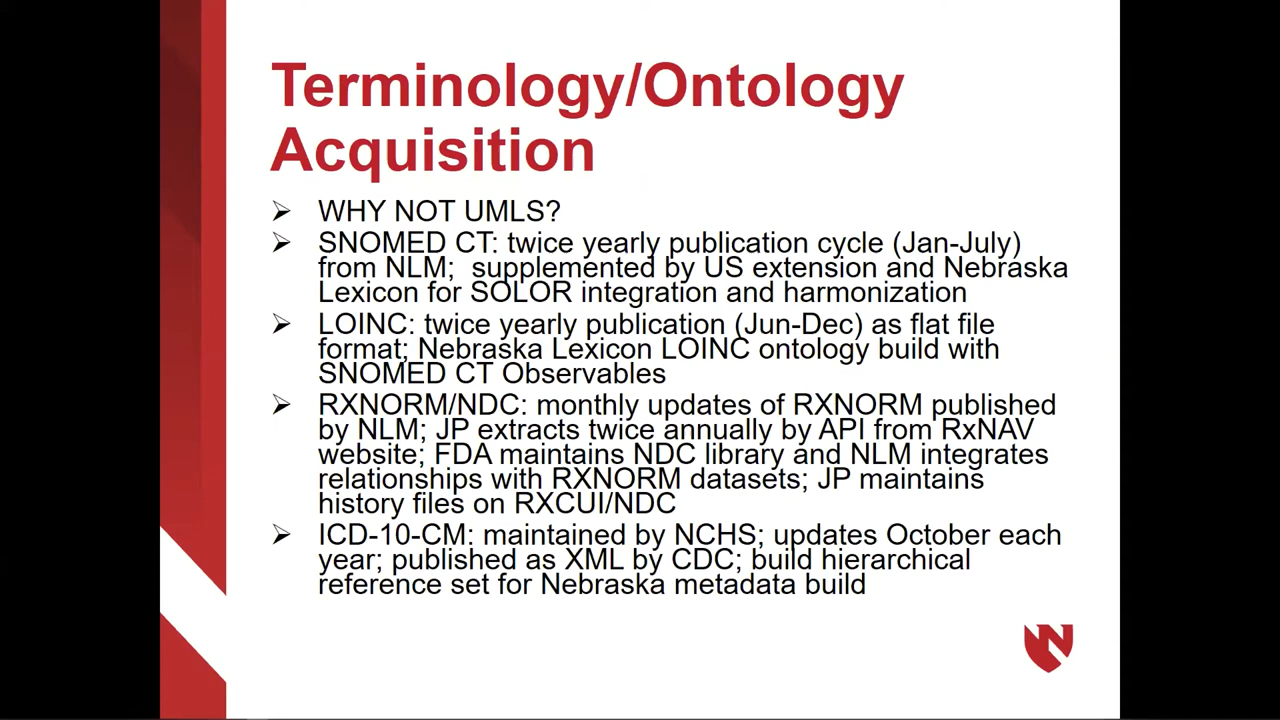 Terminology/Ontology
Acquisition
➢ WHY NOT UMLS?
➢ SNOMED CT: twice yearly publication cycle (Jan-July)
from NLM;  supplemented by US extension and Nebraska
Lexicon for SOLOR integration and harmonization
➢ LOINC: twice yearly publication (Jun-Dec) as flat file
format; Nebraska Lexicon LOINC ontology build with
SNOMED CT Observables
➢ RXNORM/NDC: monthly updates of RXNORM published
by NLM; JP extracts twice annually by API from RxNAV
website; FDA maintains NDC library and NLM integrates
relationships with RXNORM datasets; JP maintains
history files on RXCUI/NDC
➢ ICD-10-CM: maintained by NCHS; updates October each
year; published as XML by CDC; build hierarchical
reference set for Nebraska metadata build
N